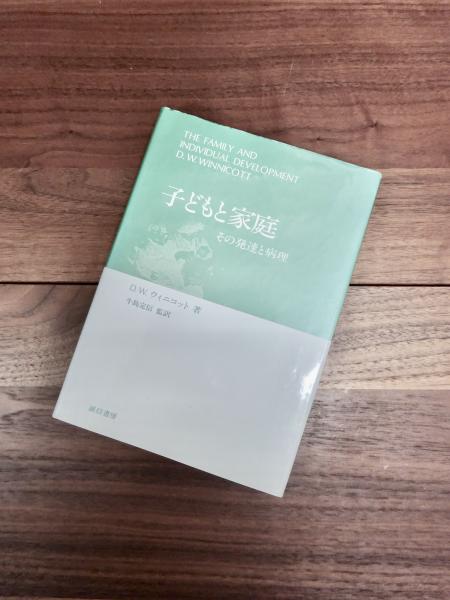 THE FAMILY AND
INDIVIDUAL DEVELOPMENT
D. W. WINNICOTT
子どもと家庭
その発達と病理
D.W. ウィニコット 著
牛島定信 監訳
誠信書房